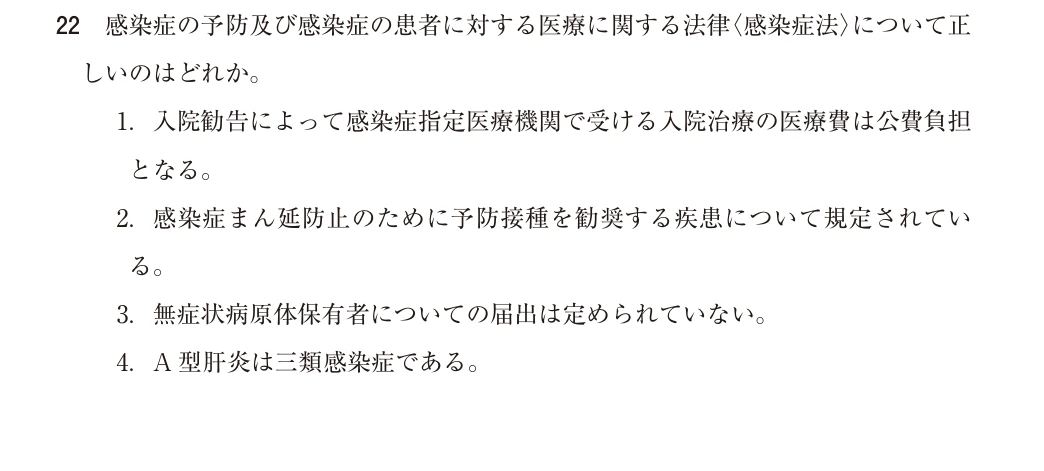 22　感染症の予防及び感染症の患者に対する医療に関する法律〈感染症法〉について正
しいのはどれか。
1. 入院勧告によって感染症指定医療機関で受ける入院治療の医療費は公費負担
となる。
2. 感染症まん延防止のために予防接種を勧奨する疾患について規定されてい
る。
3. 無症状病原体保有者についての届出は定められていない。
4. A 型肝炎は三類感染症である。